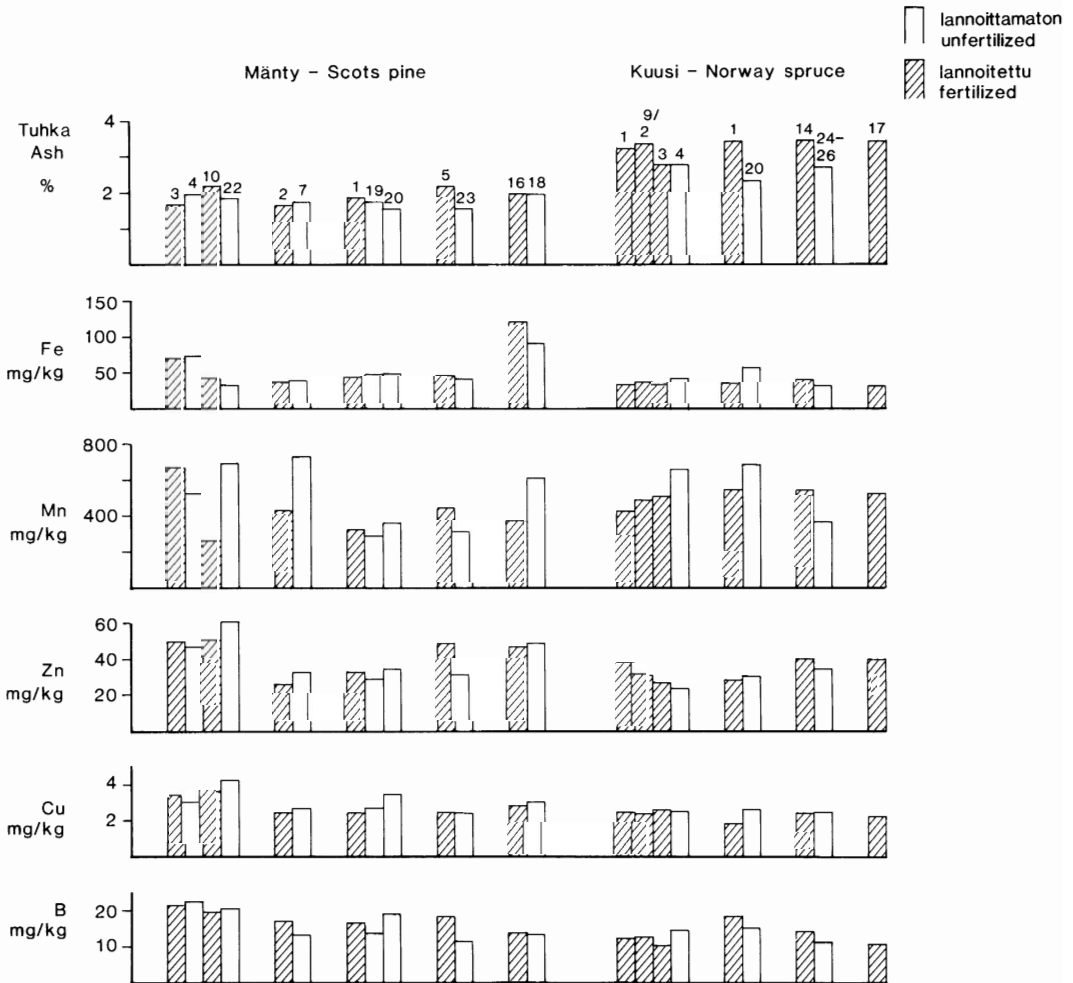 lannoittamaton
unfertilized
lannoitettu
fertilized
Mänty – Scots pine
Kuusi – Norway spruce
Tuhka
Ash
%
4
2
3 4 10 22 2 7 1 19 20 5 23 16 18
1 9/ 2 3 4 1 20 14 24– 26 17
Fe
mg/kg
150
100
50
Mn
mg/kg
800
400
Zn
mg/kg
60
40
20
Cu
mg/kg
4
2
B
mg/kg
20
10